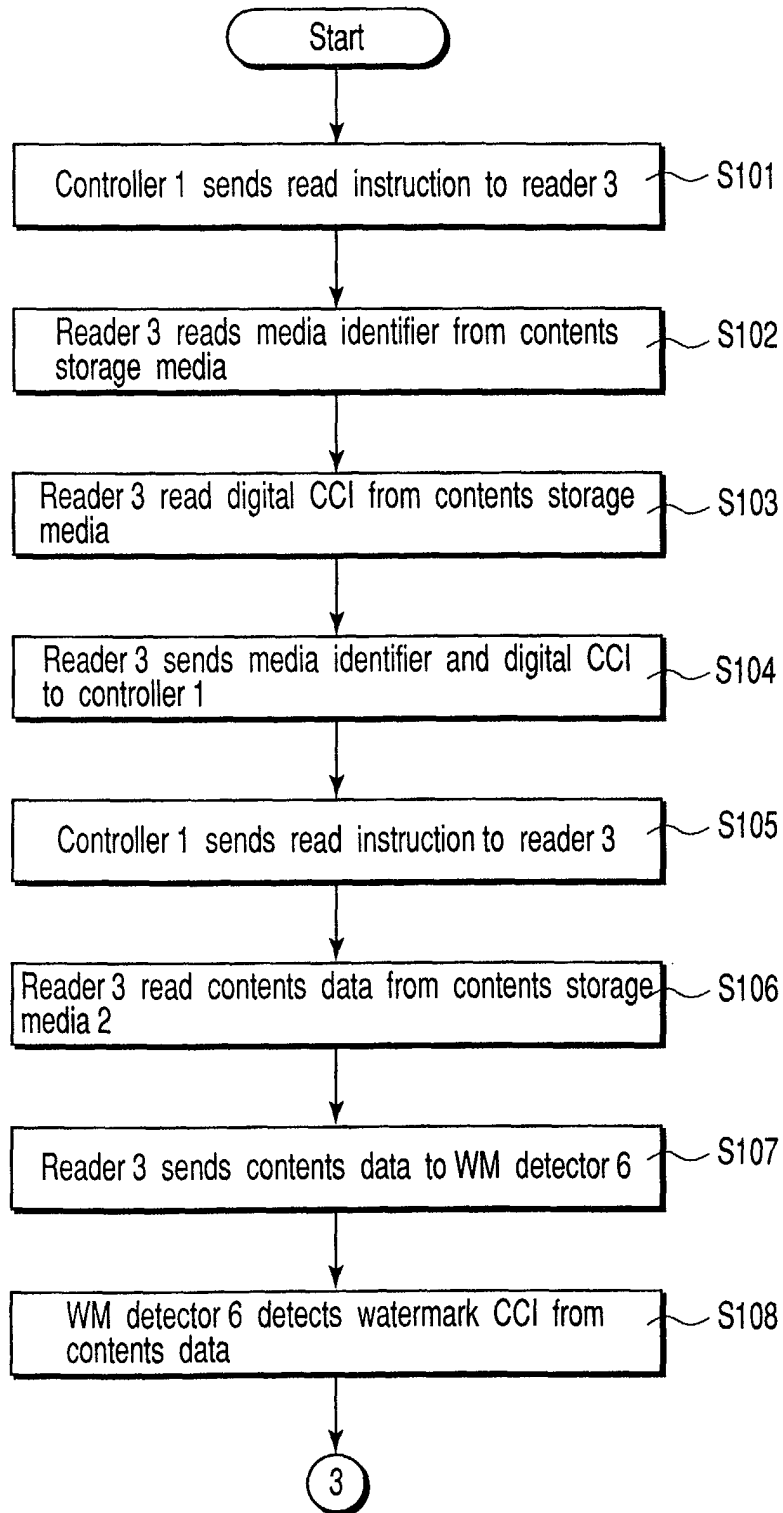 Start
Controller 1 sends read instruction to reader 3
S101
Reader 3 reads media identifier from contents
storage media
S102
Reader 3 read digital CCI from contents storage
media
S103
Reader 3 sends media identifier and digital CCI
to controller 1
S104
Controller 1 sends read instruction to reader 3
S105
Reader 3 read contents data from contents storage
media 2
S106
Reader 3 sends contents data to WM detector 6
S107
WM detector 6 detects watermark CCI from
contents data
S108
3